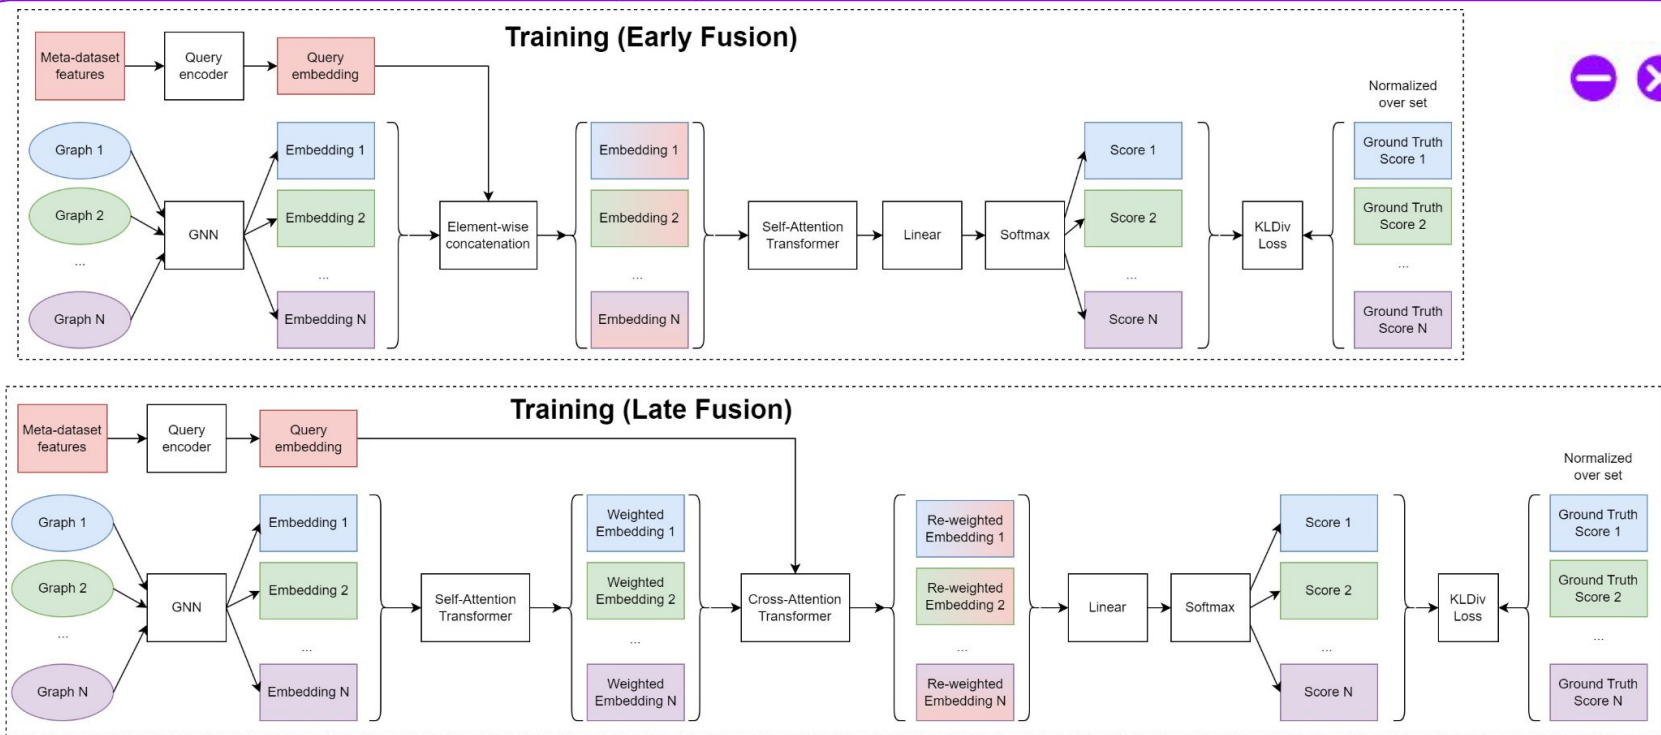 Training (Early Fusion)
Meta-dataset
features
Query
encoder
Query
embedding
Normalized
over set
Graph 1
Graph 2
...
Graph N
GNN
Embedding 1
Embedding 2
...
Embedding N
Element-wise
concatenation
Embedding 1
Embedding 2
...
Embedding N
Self-Attention
Transformer
Linear
Softmax
Score 1
Score 2
...
Score N
KLDiv
Loss
Ground Truth
Score 1
Ground Truth
Score 2
...
Ground Truth
Score N
Training (Late Fusion)
Meta-dataset
features
Query
encoder
Query
embedding
Normalized
over set
Graph 1
Graph 2
...
Graph N
GNN
Embedding 1
Embedding 2
...
Embedding N
Self-Attention
Transformer
Weighted
Embedding 1
Weighted
Embedding 2
...
Weighted
Embedding N
Cross-Attention
Transformer
Re-weighted
Embedding 1
Re-weighted
Embedding 2
...
Re-weighted
Embedding N
Linear
Softmax
Score 1
Score 2
...
Score N
KLDiv
Loss
Ground Truth
Score 1
Ground Truth
Score 2
...
Ground Truth
Score N